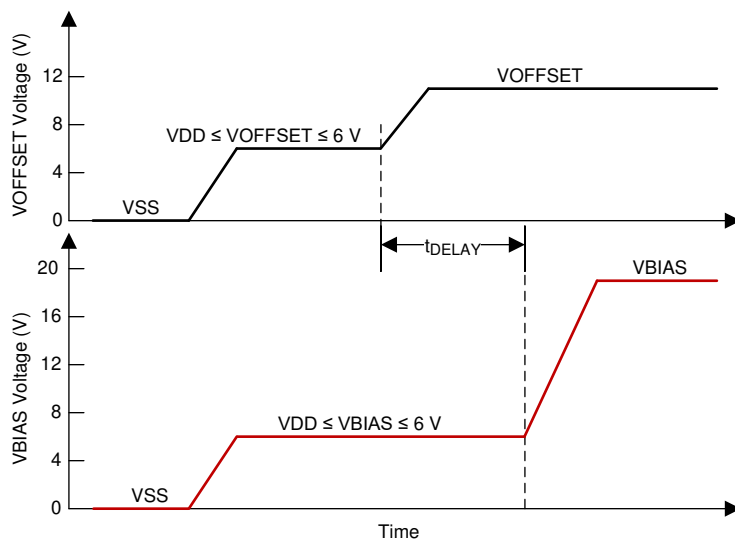 VOFFSET Voltage (V)
12
8
4
0
VOFFSET
VDD ≤ VOFFSET ≤ 6 V
VSS
tDELAY
VBIAS Voltage (V)
20
16
12
8
4
0
VBIAS
VDD ≤ VBIAS ≤ 6 V
VSS
Time